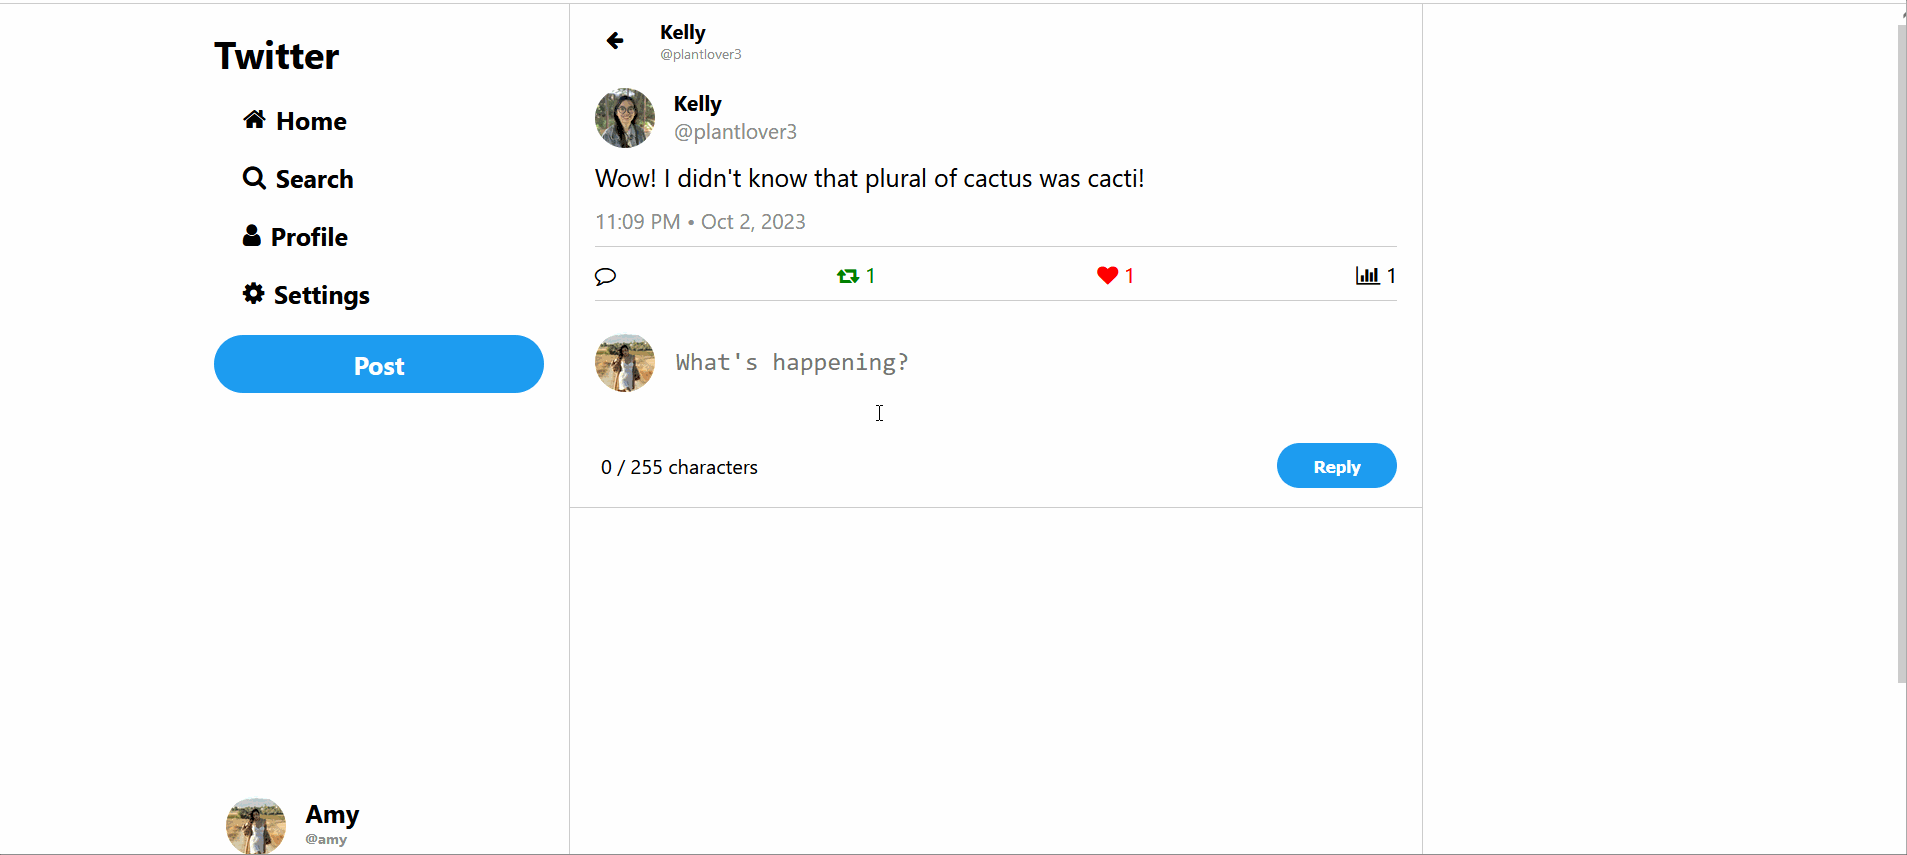 Twitter
Home
Search
Profile
Settings
Post
Amy
@amy
Kelly
@plantlover3
Kelly
@plantlover3
Wow! I didn't know that plural of cactus was cacti!
11:09 PM • Oct 2, 2023
1 1 1
What's happening?
0 / 255 characters
Reply